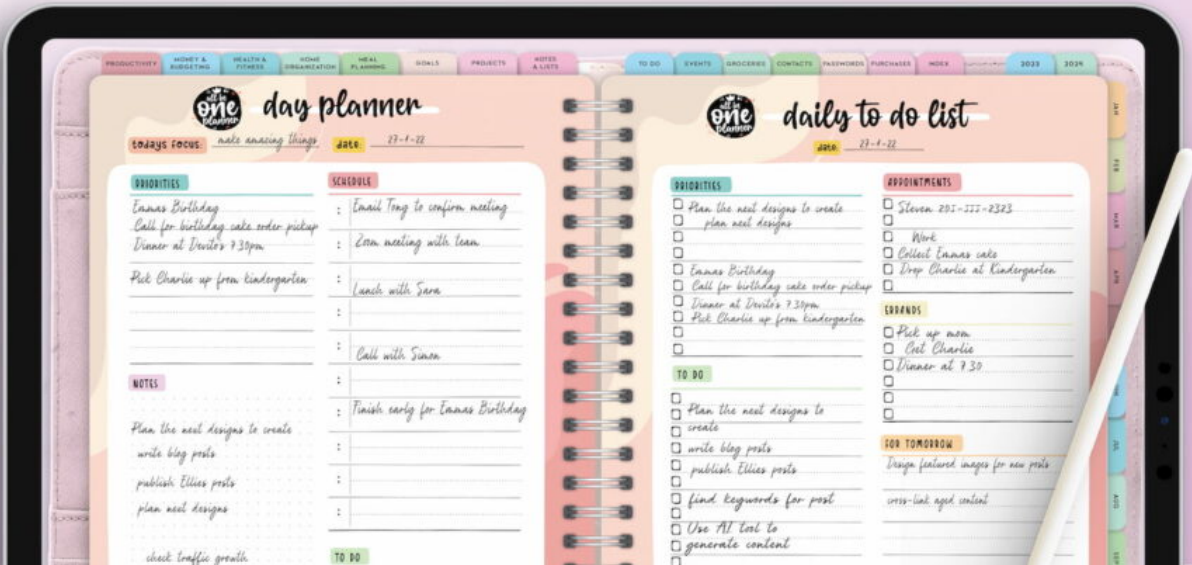 PRODUCTIVITY
MONEY & BUDGETING
HEALTH & FITNESS
HOME ORGANIZATION
MEAL PLANNING
GOALS
PROJECTS
NOTES & LISTS
TO DO
EVENTS
GROCERIES
CONTACTS
PASSWORDS
PURCHASES
INDEX
2023
2024
all in one planner
day planner
todays focus: make amazing things
date: 27-1-22
PRIORITIES
Emmas Birthday
Call for birthday cake order pickup
Dinner at Devito's 7.30pm
Pick Charlie up from kindergarten
NOTES
Plan the next designs to create
write blog posts
publish Ellies posts
plan next designs
check traffic growth
SCHEDULE
: Email Tony to confirm meeting
: Zoom meeting with team
: Lunch with Sara
:
: Call with Simon
:
: Finish early for Emmas Birthday
:
:
:
TO DO
all in one planner
daily to do list
date: 27-1-22
PRIORITIES
Plan the next designs to create
plan next designs
Emmas Birthday
Call for birthday cake order pickup
Dinner at Devito's 7.30pm
Pick Charlie up from kindergarten
TO DO
Plan the next designs to
create
write blog posts
publish Ellies posts
find keywords for post
Use AI tool to
generate content
APPOINTMENTS
Steven 201-111-2323
Work
Collect Emmas cake
Drop Charlie at Kindergarten
ERRANDS
Pick up mom
Get Charlie
Dinner at 7.30
FOR TOMORROW
Design featured images for new posts
cross-link aged content
JAN
FEB
MAR
APR
JUL
AUG
SEP